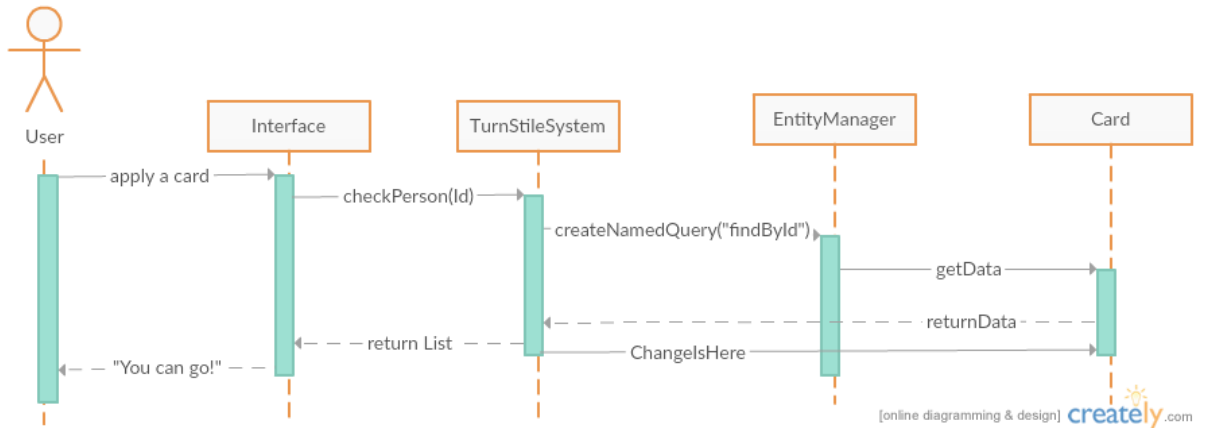 User
Interface
TurnStileSystem
EntityManager
Card
apply a card
checkPerson(Id)
createNamedQuery("findById")
getData
returnData
return List
ChangeIsHere
"You can go!"
[online diagramming & design] creately.com